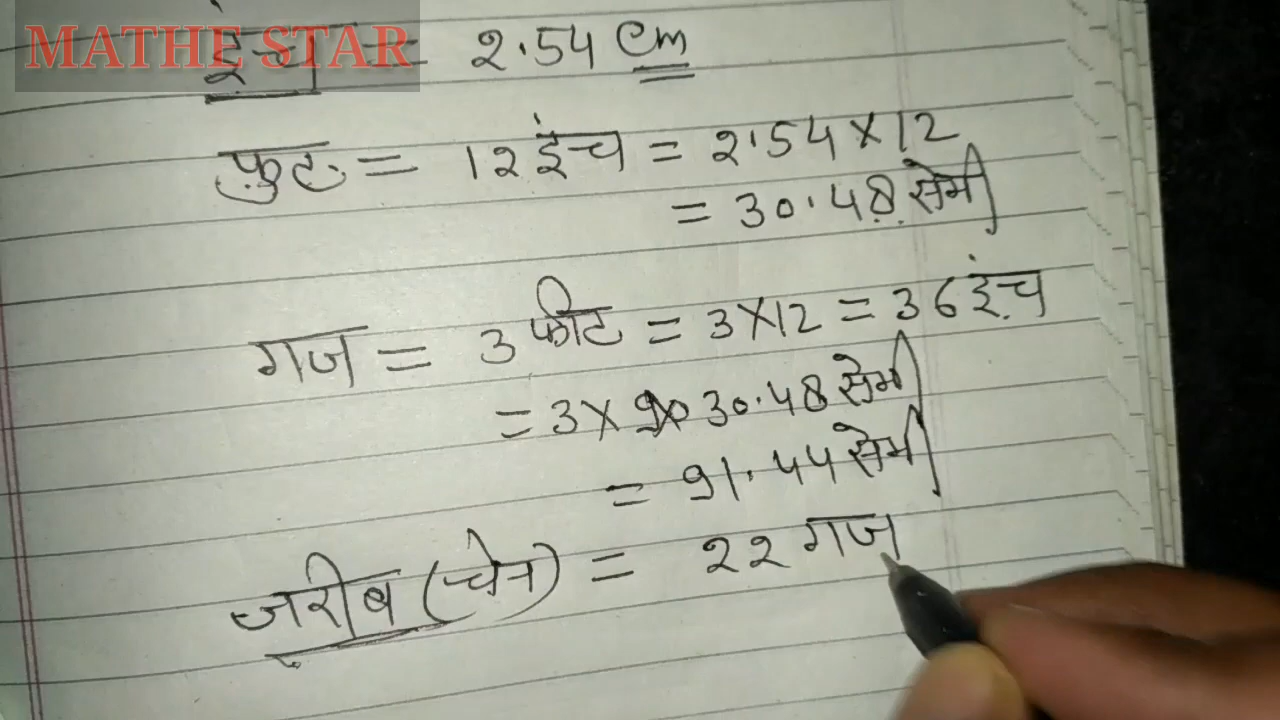 MATHE STAR
इंच = 2.54 cm
फुट = 12 इंच = 2.54 X 12
= 30.48 सेमी
गज = 3 फीट = 3 X 12 = 36 इंच
= 3 X 30.48 सेमी
= 91.44 सेमी
जरीब (चेन) = 22 गज